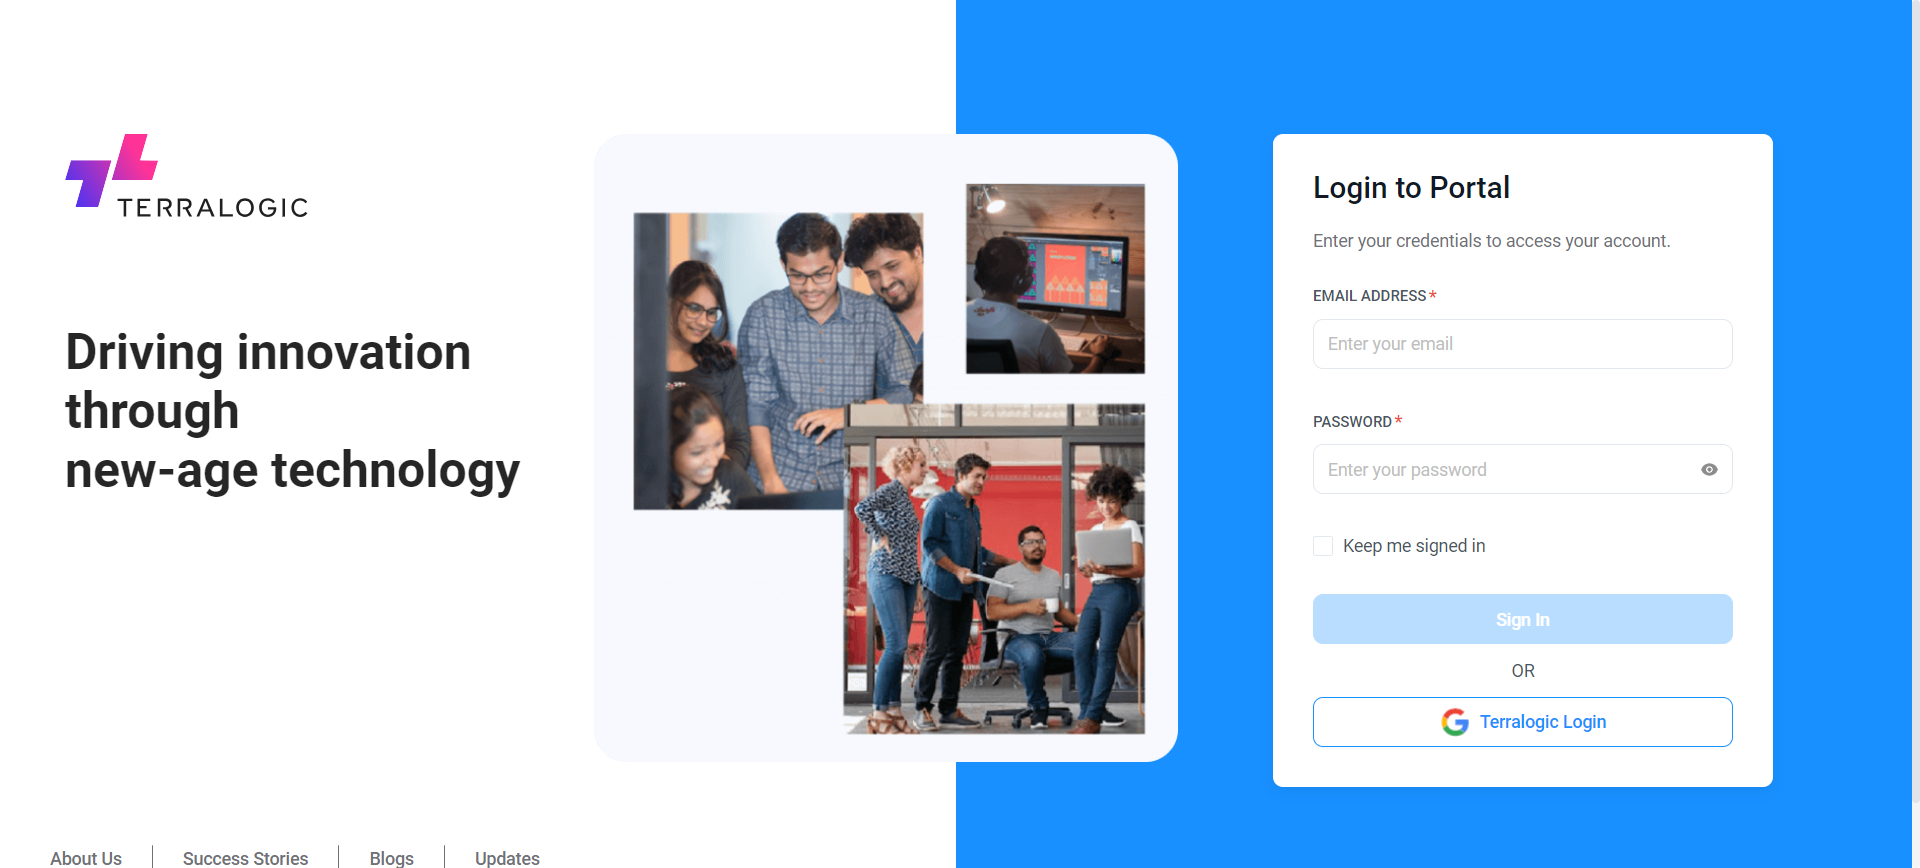 TERRALOGIC
Driving innovation
through
new-age technology
Login to Portal
Enter your credentials to access your account.
EMAIL ADDRESS*
Enter your email
PASSWORD*
Enter your password
Keep me signed in
Sign In
OR
Terralogic Login
About Us
Success Stories
Blogs
Updates